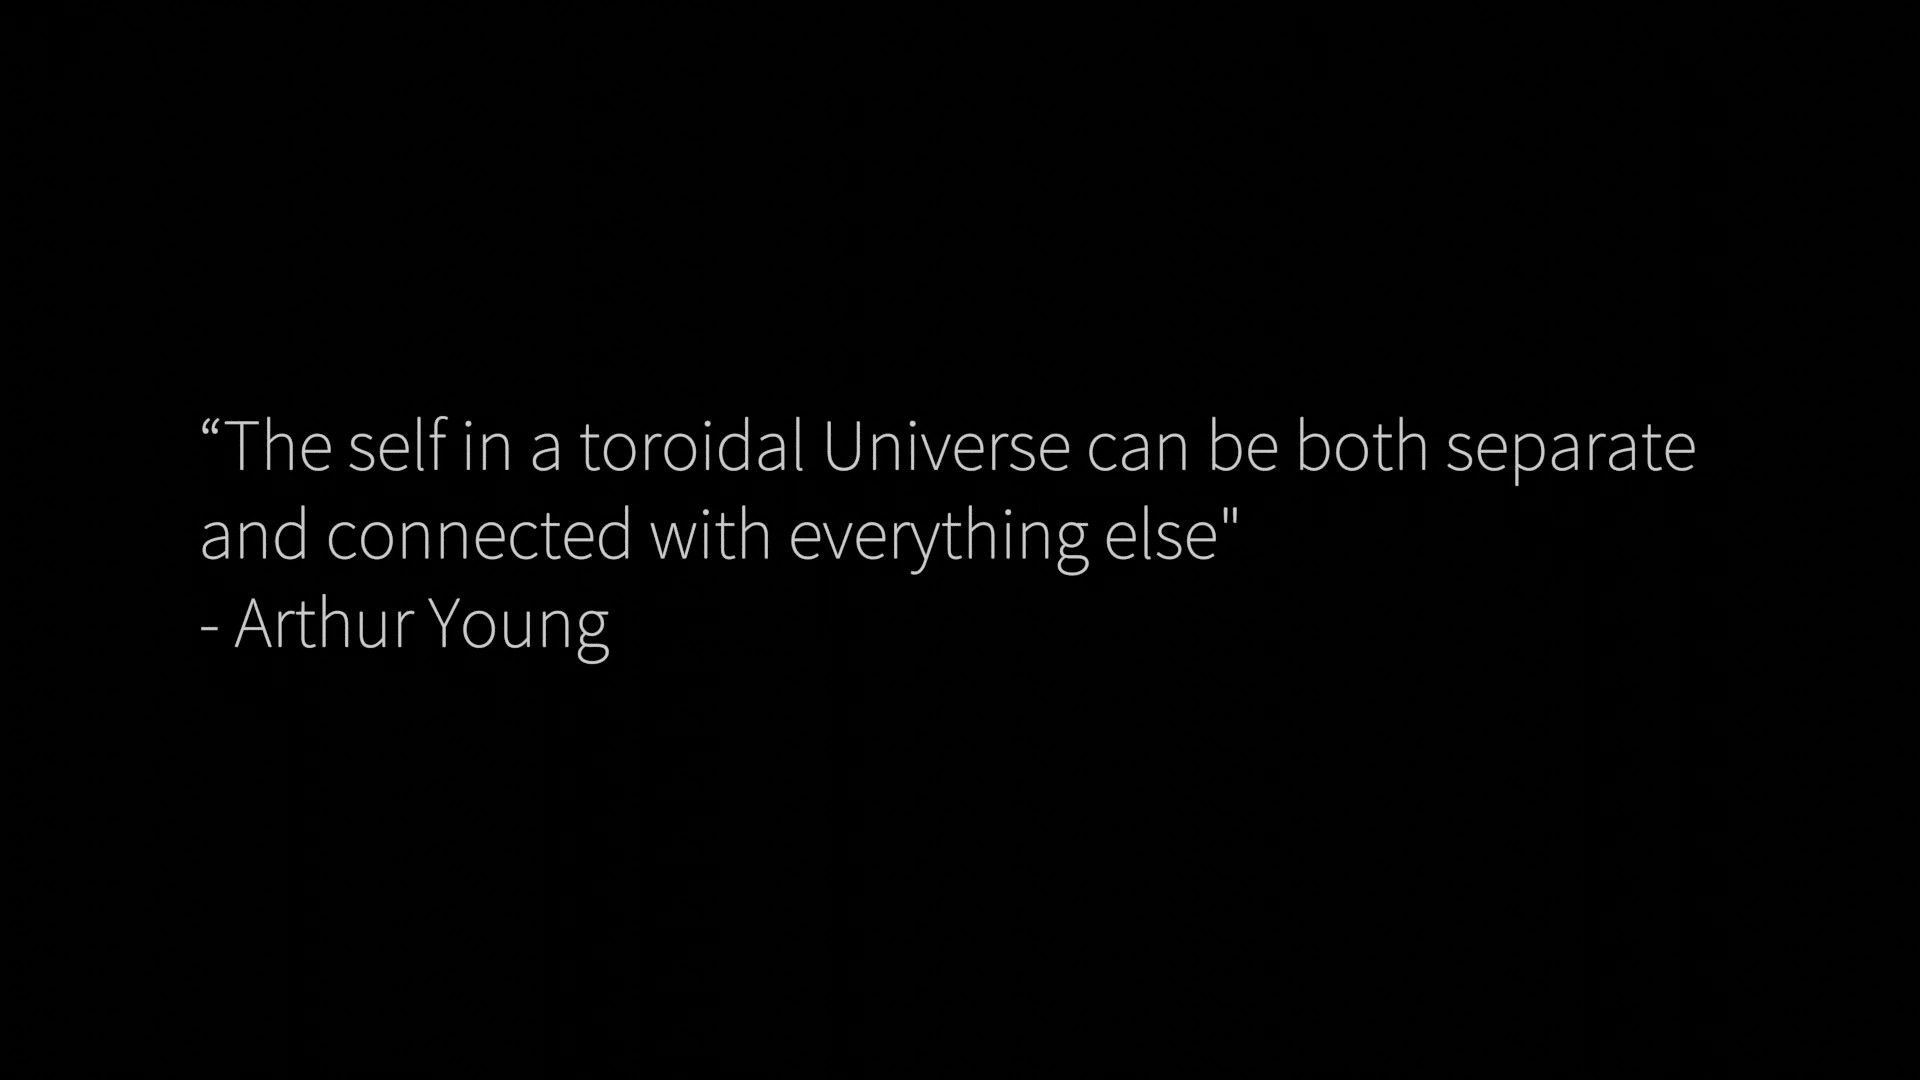 “The self in a toroidal Universe can be both separate
and connected with everything else"
- Arthur Young